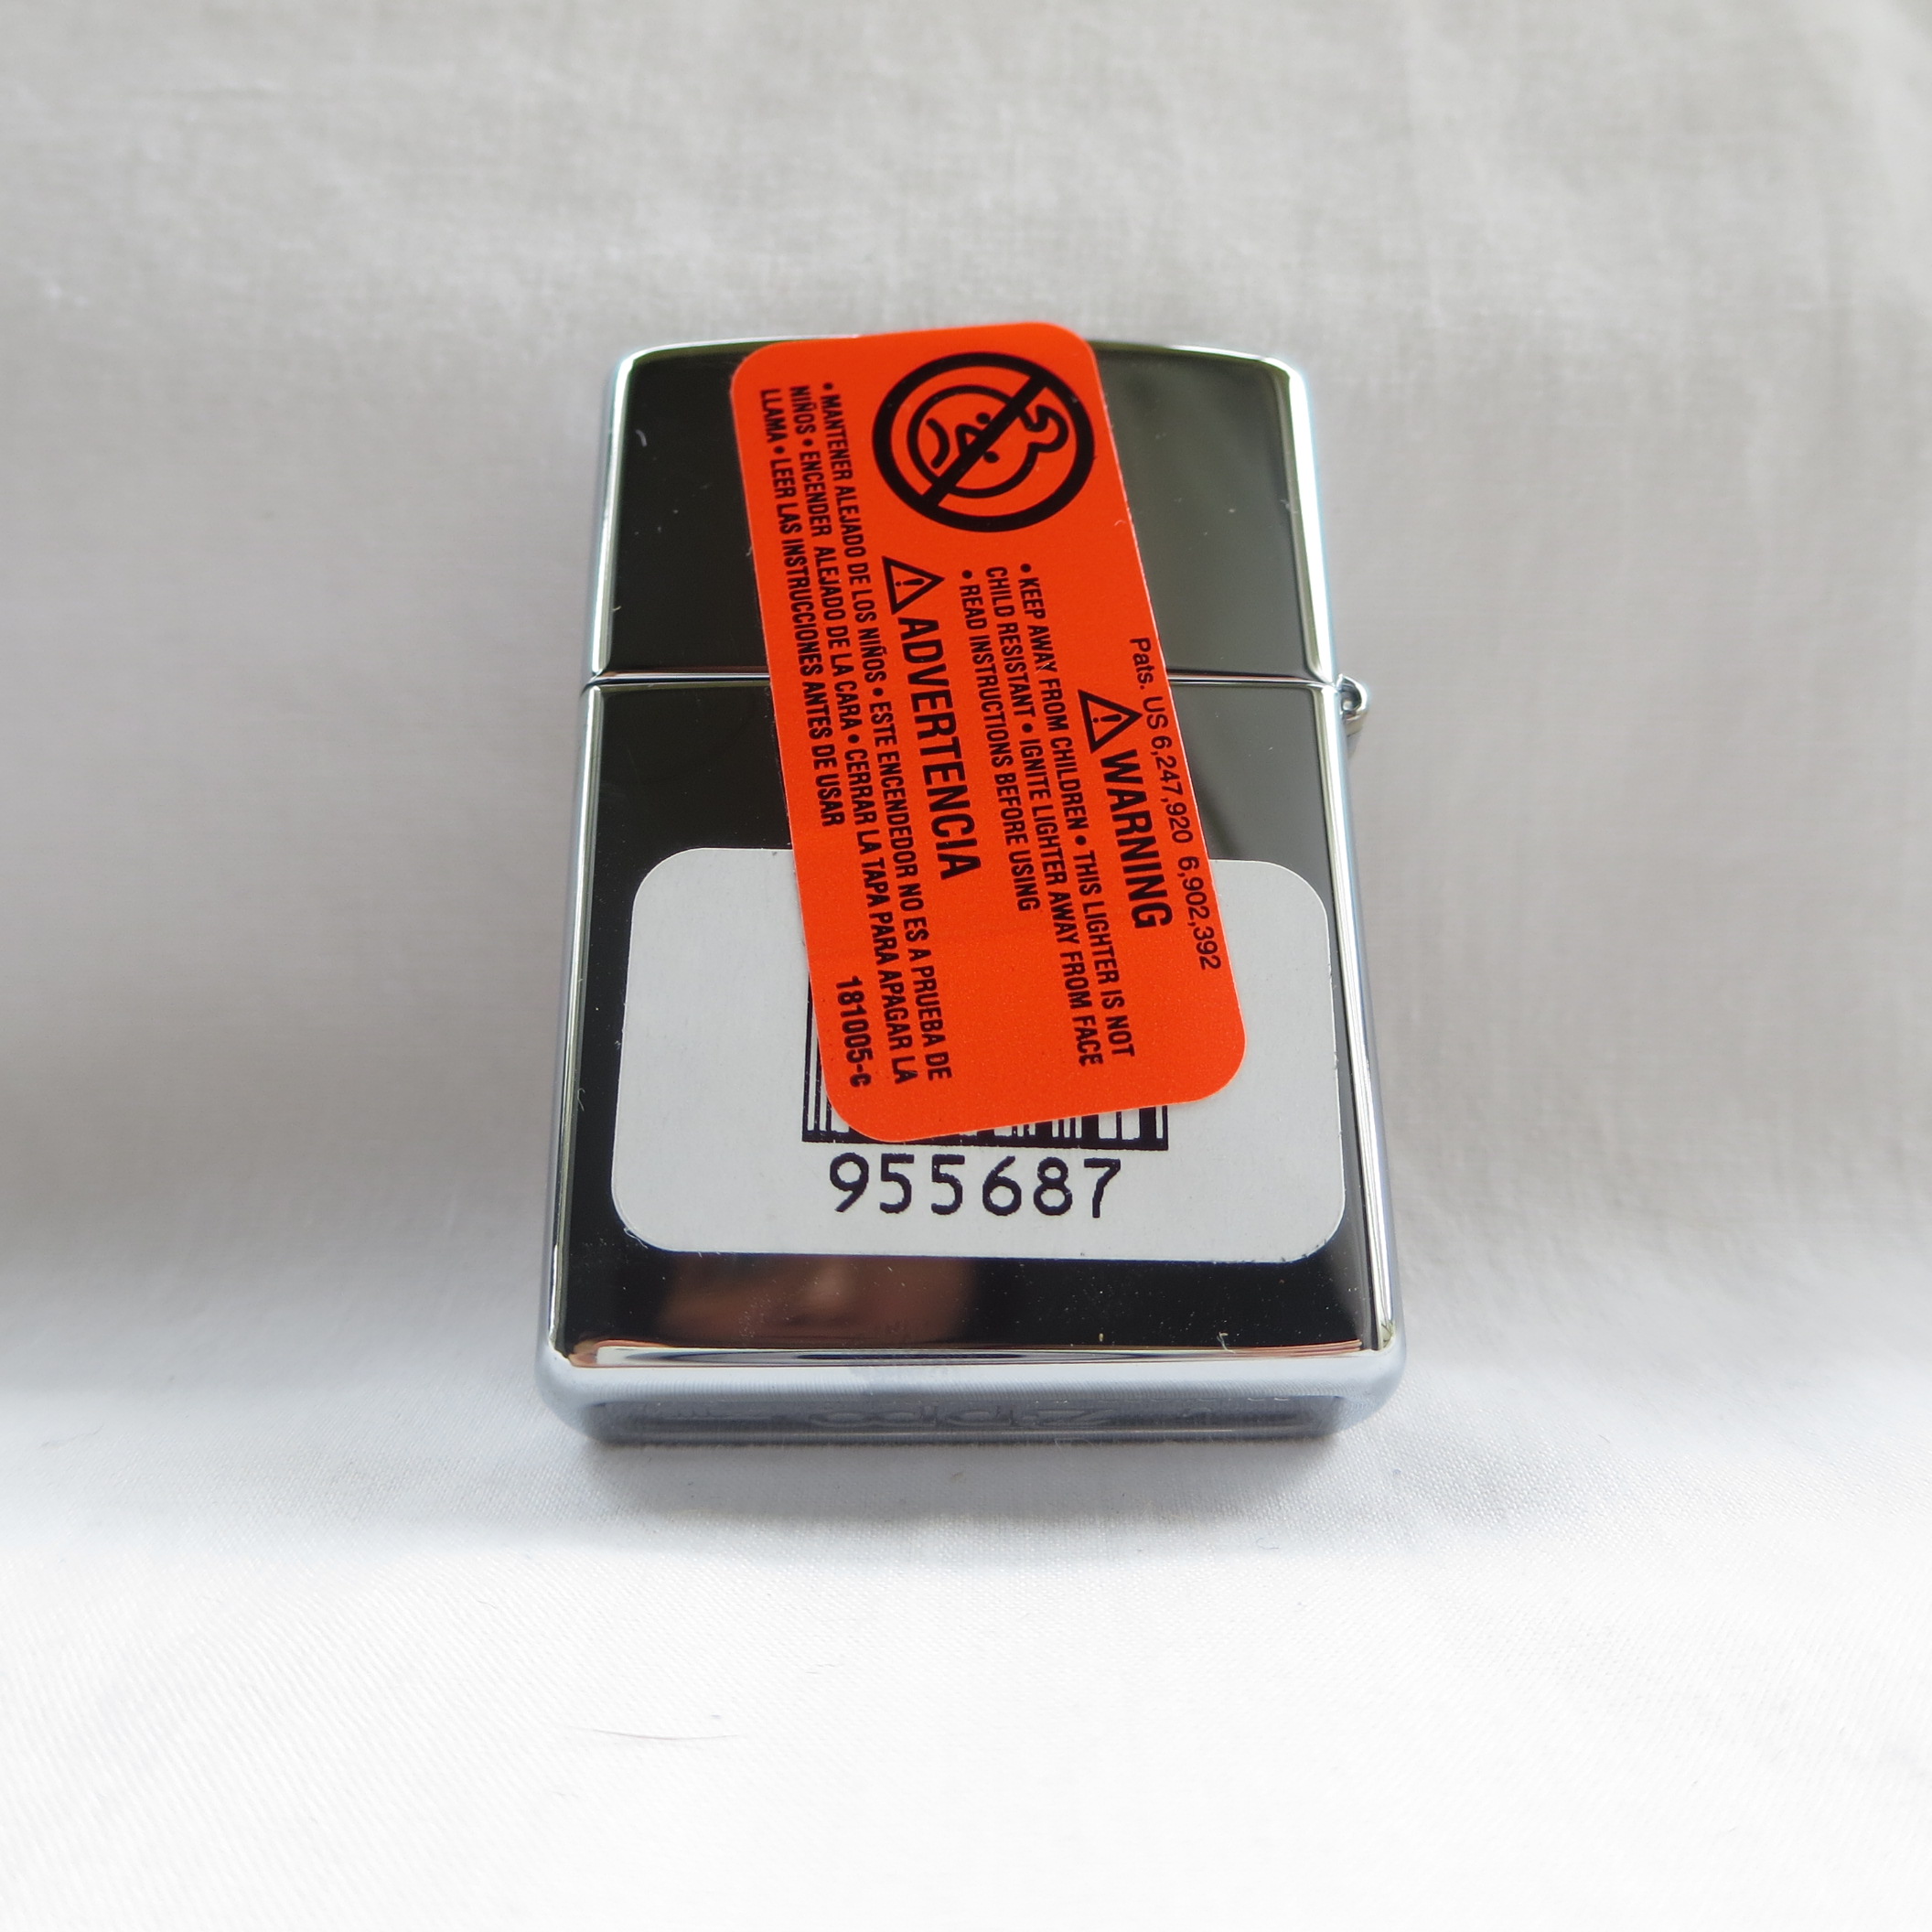 Pats. US 6,247,920 6,902,392
⚠WARNING
• KEEP AWAY FROM CHILDREN • THIS LIGHTER IS NOT
CHILD RESISTANT • IGNITE LIGHTER AWAY FROM FACE
• READ INSTRUCTIONS BEFORE USING
⚠ADVERTENCIA
• MANTENER ALEJADO DE LOS NIÑOS • ESTE ENCENDEDOR NO ES A PRUEBA DE
NIÑOS • ENCENDER ALEJADO DE LA CARA • CERRAR LA TAPA PARA APAGAR LA
LLAMA • LEER LAS INSTRUCCIONES ANTES DE USAR 181005-C
955687
Zippo